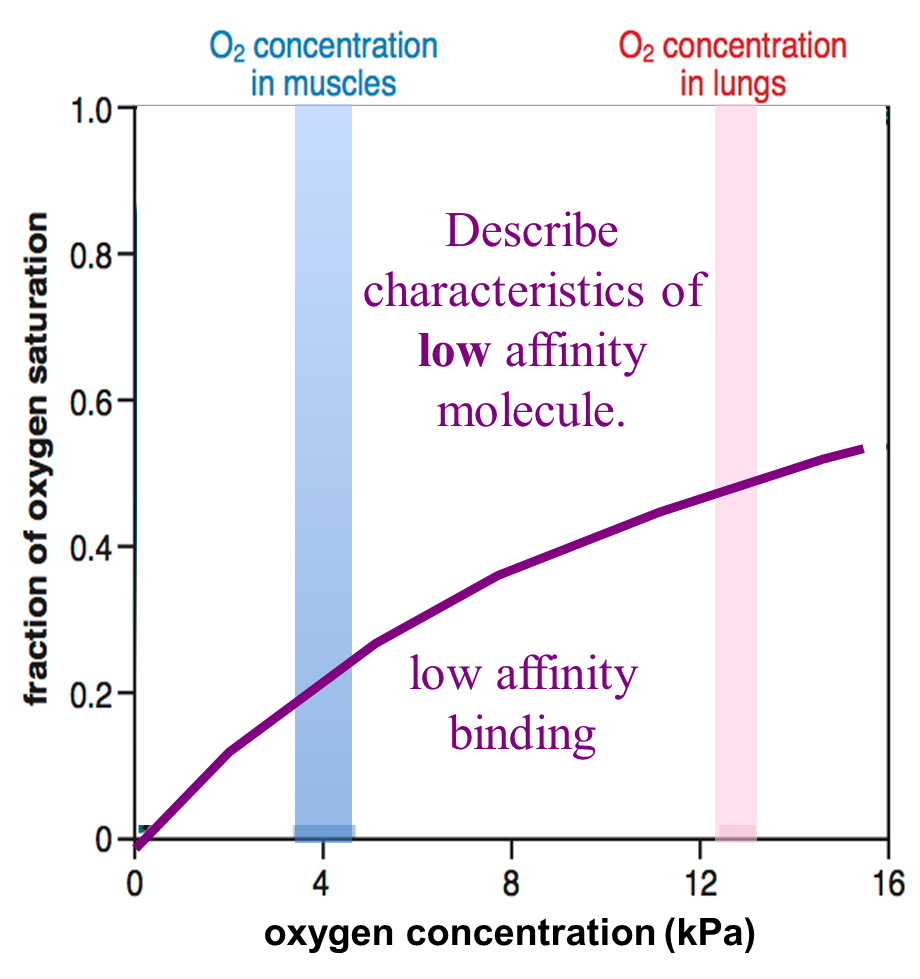 O₂ concentration
in muscles
O₂ concentration
in lungs
1.0
0.8
0.6
0.4
0.2
0
fraction of oxygen saturation
Describe
characteristics of
low affinity
molecule.
low affinity
binding
0 4 8 12 16
oxygen concentration (kPa)